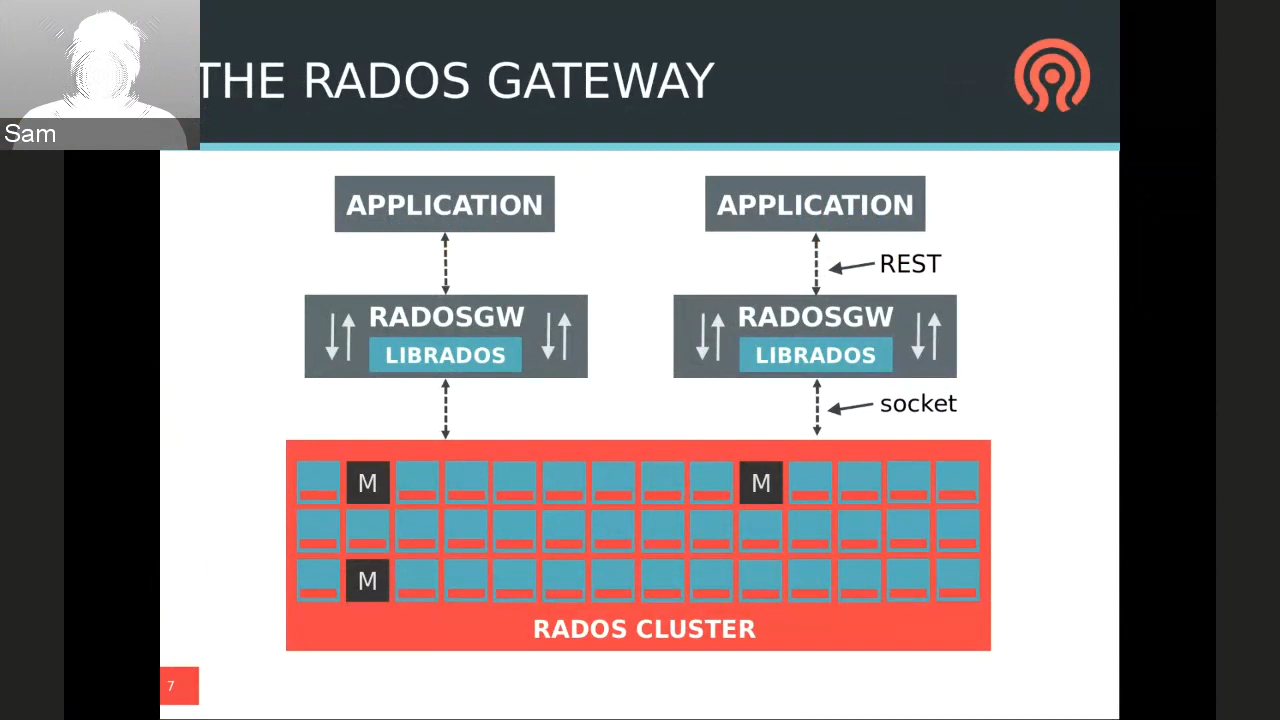 Sam
THE RADOS GATEWAY
APPLICATION APPLICATION
REST
RADOSGW RADOSGW
LIBRADOS LIBRADOS
socket
M M
M
RADOS CLUSTER
7